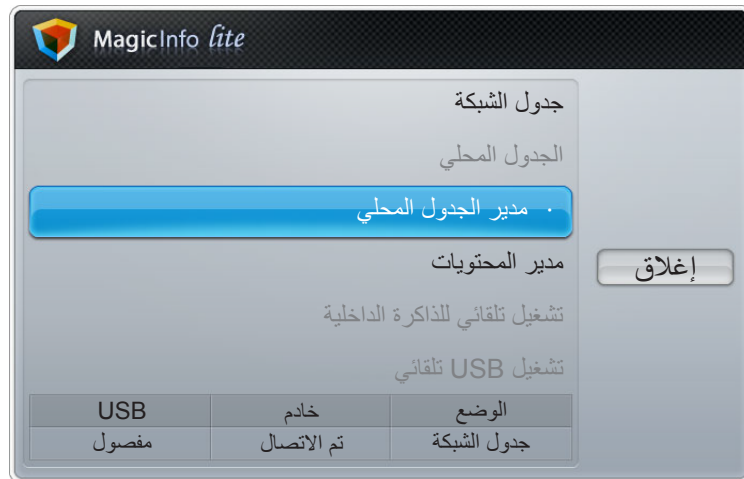 MagicInfo lite
جدول الشبكة
الجدول المحلي
· مدير الجدول المحلي
مدير المحتويات
تشغيل تلقائي للذاكرة الداخلية
تشغيل USB تلقائي
إغلاق
الوضع خادم USB
جدول الشبكة تم الاتصال مفصول